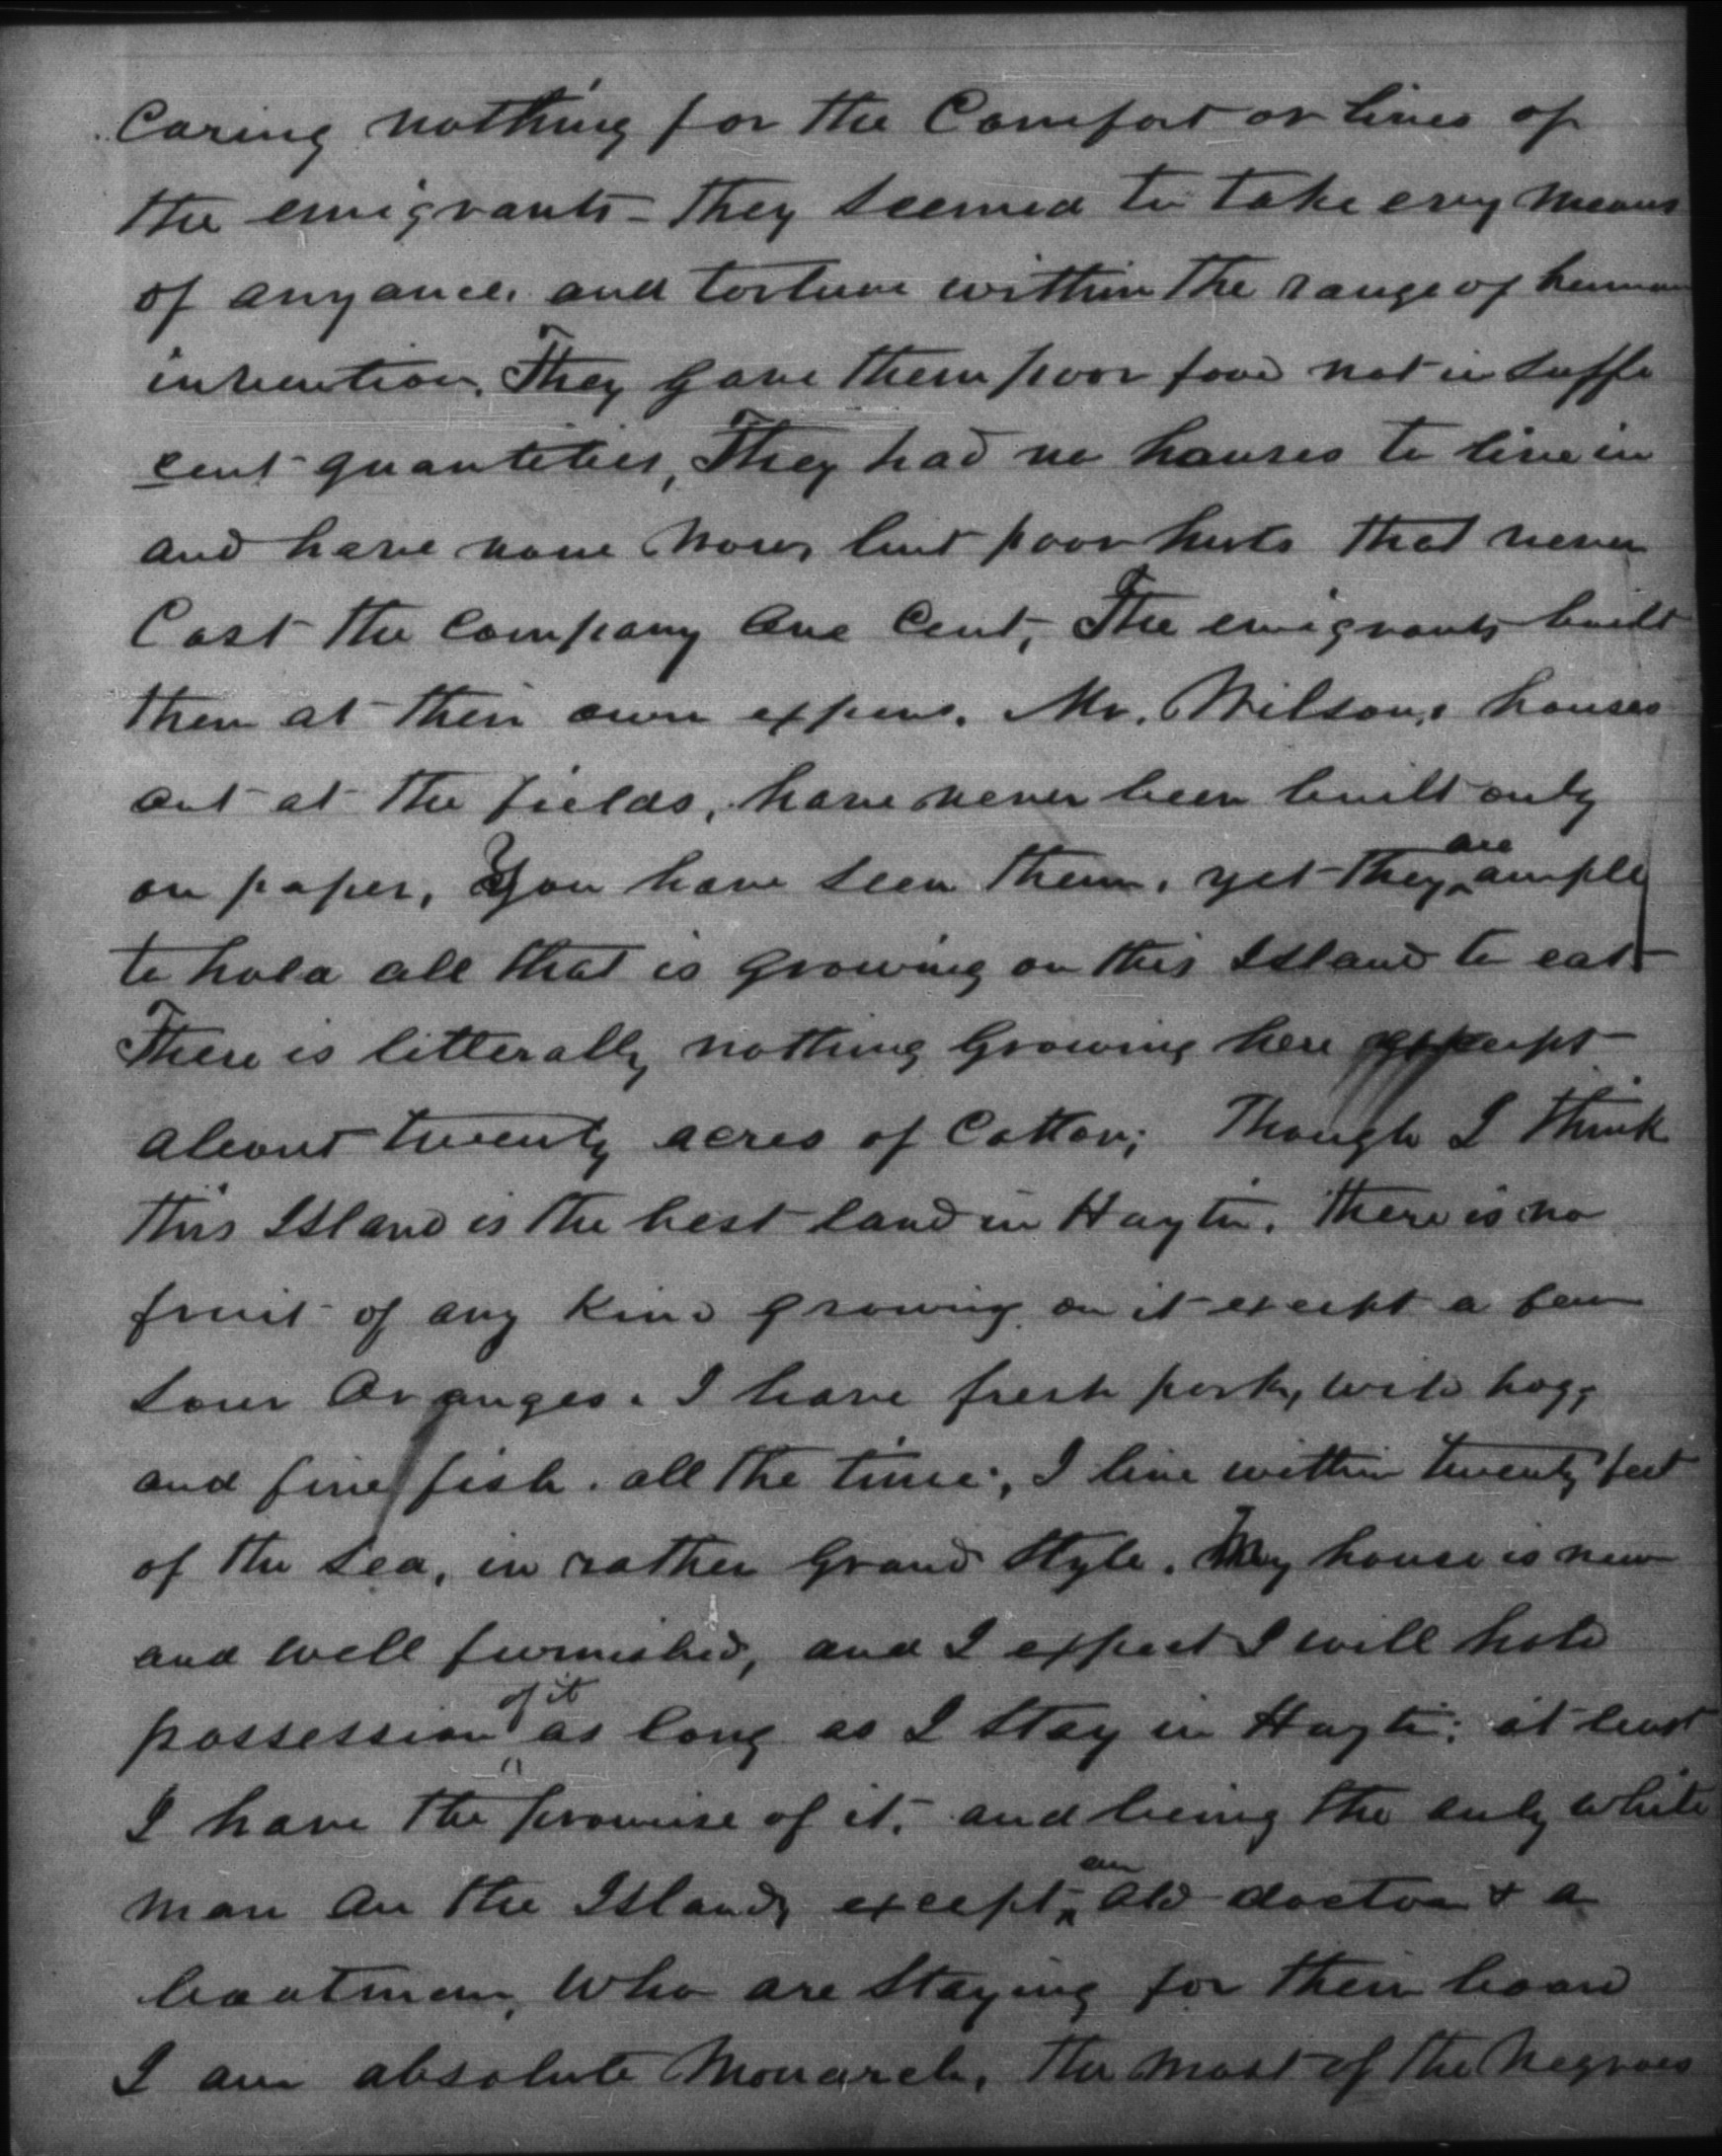 Caring nothing for the Comfort or lives of
the emigrants - They seemed to take evry means
of anyance, and torture within the range of human
invention. They gave them poor food not in suffi
cent quantities, They had no houses to live in
and have none now, but poor huts that never
Cost the company one Cent, The emigrants built
them at their own expens. Mr. Wilson,s houses
out at the fields, have never been built only
on paper, You have seen them, yet they are ample
to hold all that is growing on this Island to eat.
There is litterally nothing Growing here except
about twenty acres of Cotton; Though I think
this Island is the best land in Hayti. There is no
fruit of any kind growing on it except a few
sour Oranges. I have fresh pork, wild hog,
and fine fish. all the time, I live within twenty feet
of the sea, in rather Grand Style. My house is new
and well furnished, and I expect I will hold
possession of it as long as I stay in Hayti; at least
I have the promise of it. and being the only white
man on the Island, except an old doctor & a
boatman, Who are staying for their board
I am absolute Monarch. The most of the Negroes